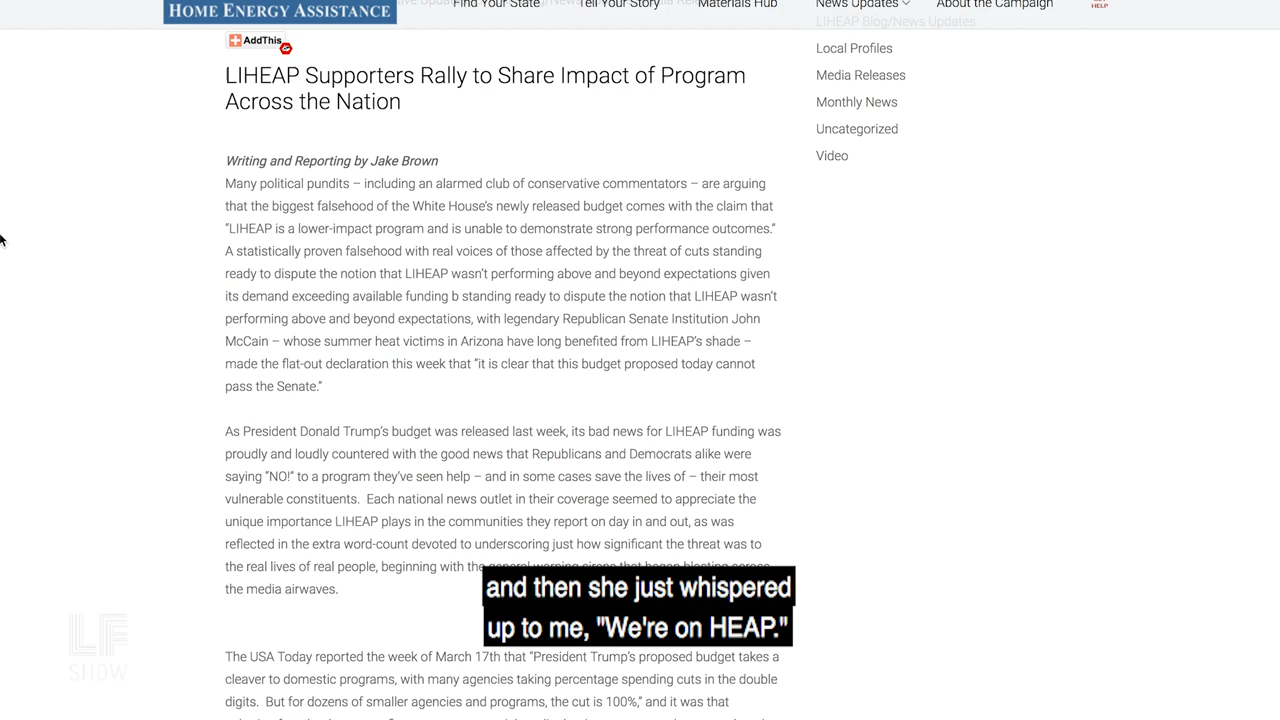 HOME ENERGY ASSISTANCE
Find Your State
Tell Your Story
Materials Hub
News Updates
About the Campaign
HELP
LIHEAP Blog/News Updates
Local Profiles
Media Releases
Monthly News
Uncategorized
Video
AddThis
LIHEAP Supporters Rally to Share Impact of Program
Across the Nation
Writing and Reporting by Jake Brown
Many political pundits – including an alarmed club of conservative commentators – are arguing
that the biggest falsehood of the White House's newly released budget comes with the claim that
“LIHEAP is a lower-impact program and is unable to demonstrate strong performance outcomes.”
A statistically proven falsehood with real voices of those affected by the threat of cuts standing
ready to dispute the notion that LIHEAP wasn't performing above and beyond expectations given
its demand exceeding available funding b standing ready to dispute the notion that LIHEAP wasn't
performing above and beyond expectations, with legendary Republican Senate Institution John
McCain – whose summer heat victims in Arizona have long benefited from LIHEAP's shade –
made the flat-out declaration this week that “it is clear that this budget proposed today cannot
pass the Senate.”
As President Donald Trump's budget was released last week, its bad news for LIHEAP funding was
proudly and loudly countered with the good news that Republicans and Democrats alike were
saying “NO!” to a program they've seen help – and in some cases save the lives of – their most
vulnerable constituents.  Each national news outlet in their coverage seemed to appreciate the
unique importance LIHEAP plays in the communities they report on day in and out, as was
reflected in the extra word-count devoted to underscoring just how significant the threat was to
the real lives of real people, beginning with the general warning sirens that began blasting across
the media airwaves.
and then she just whispered
up to me, "We're on HEAP."
LF
SHOW
The USA Today reported the week of March 17th that “President Trump's proposed budget takes a
cleaver to domestic programs, with many agencies taking percentage spending cuts in the double
digits.  But for dozens of smaller agencies and programs, the cut is 100%,” and it was that